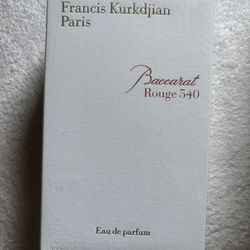 Francis Kurkdjian
Paris
Baccarat
Rouge 540
Eau de parfum